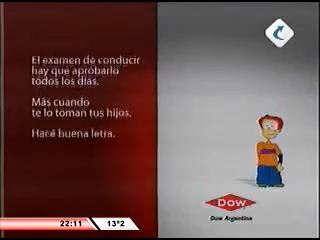 El examen de conducir
hay que aprobarlo
todos los días.
Más cuando
te lo toman tus hijos.
Hacé buena letra.
DOW
Dow Argentina
22:11
13°2